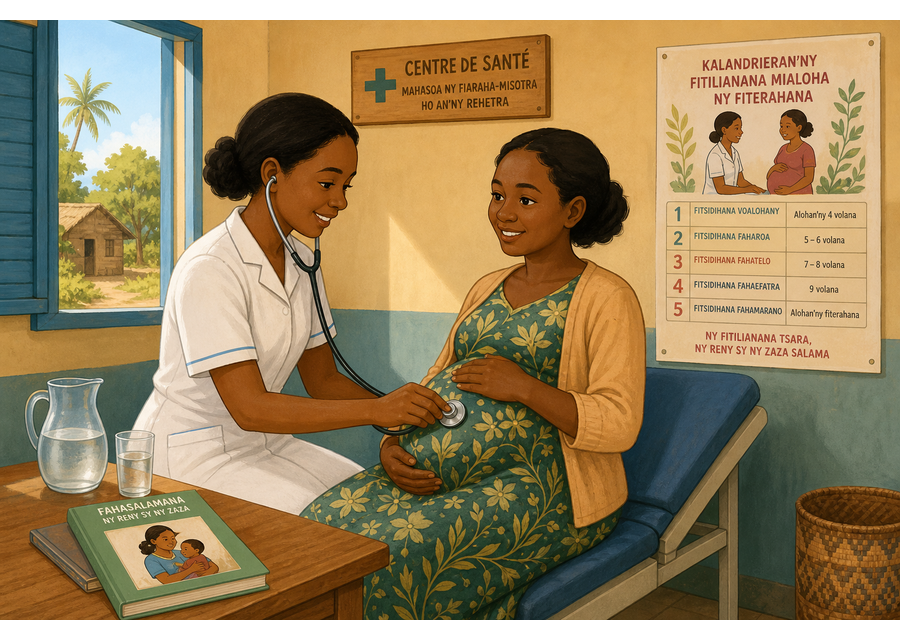 CENTRE DE SANTÉ
MAHASOA NY FIARAHA-MISOTRA
HO AN'NY REHETRA
KALANDRIERAN'NY
FITILIANANA MIALOHA
NY FITERAHANA
1 FITSIDIHANA VOALOHANY Alohan'ny 4 volana
2 FITSIDIHANA FAHAROA 5 – 6 volana
3 FITSIDIHANA FAHATELO 7 – 8 volana
4 FITSIDIHANA FAHAEFATRA 9 volana
5 FITSIDIHANA FAHAMARANO Alohan'ny fiterahana
NY FITILIANANA TSARA,
NY RENY SY NY ZAZA SALAMA
FAHASALAMANA
NY RENY SY NY ZAZA